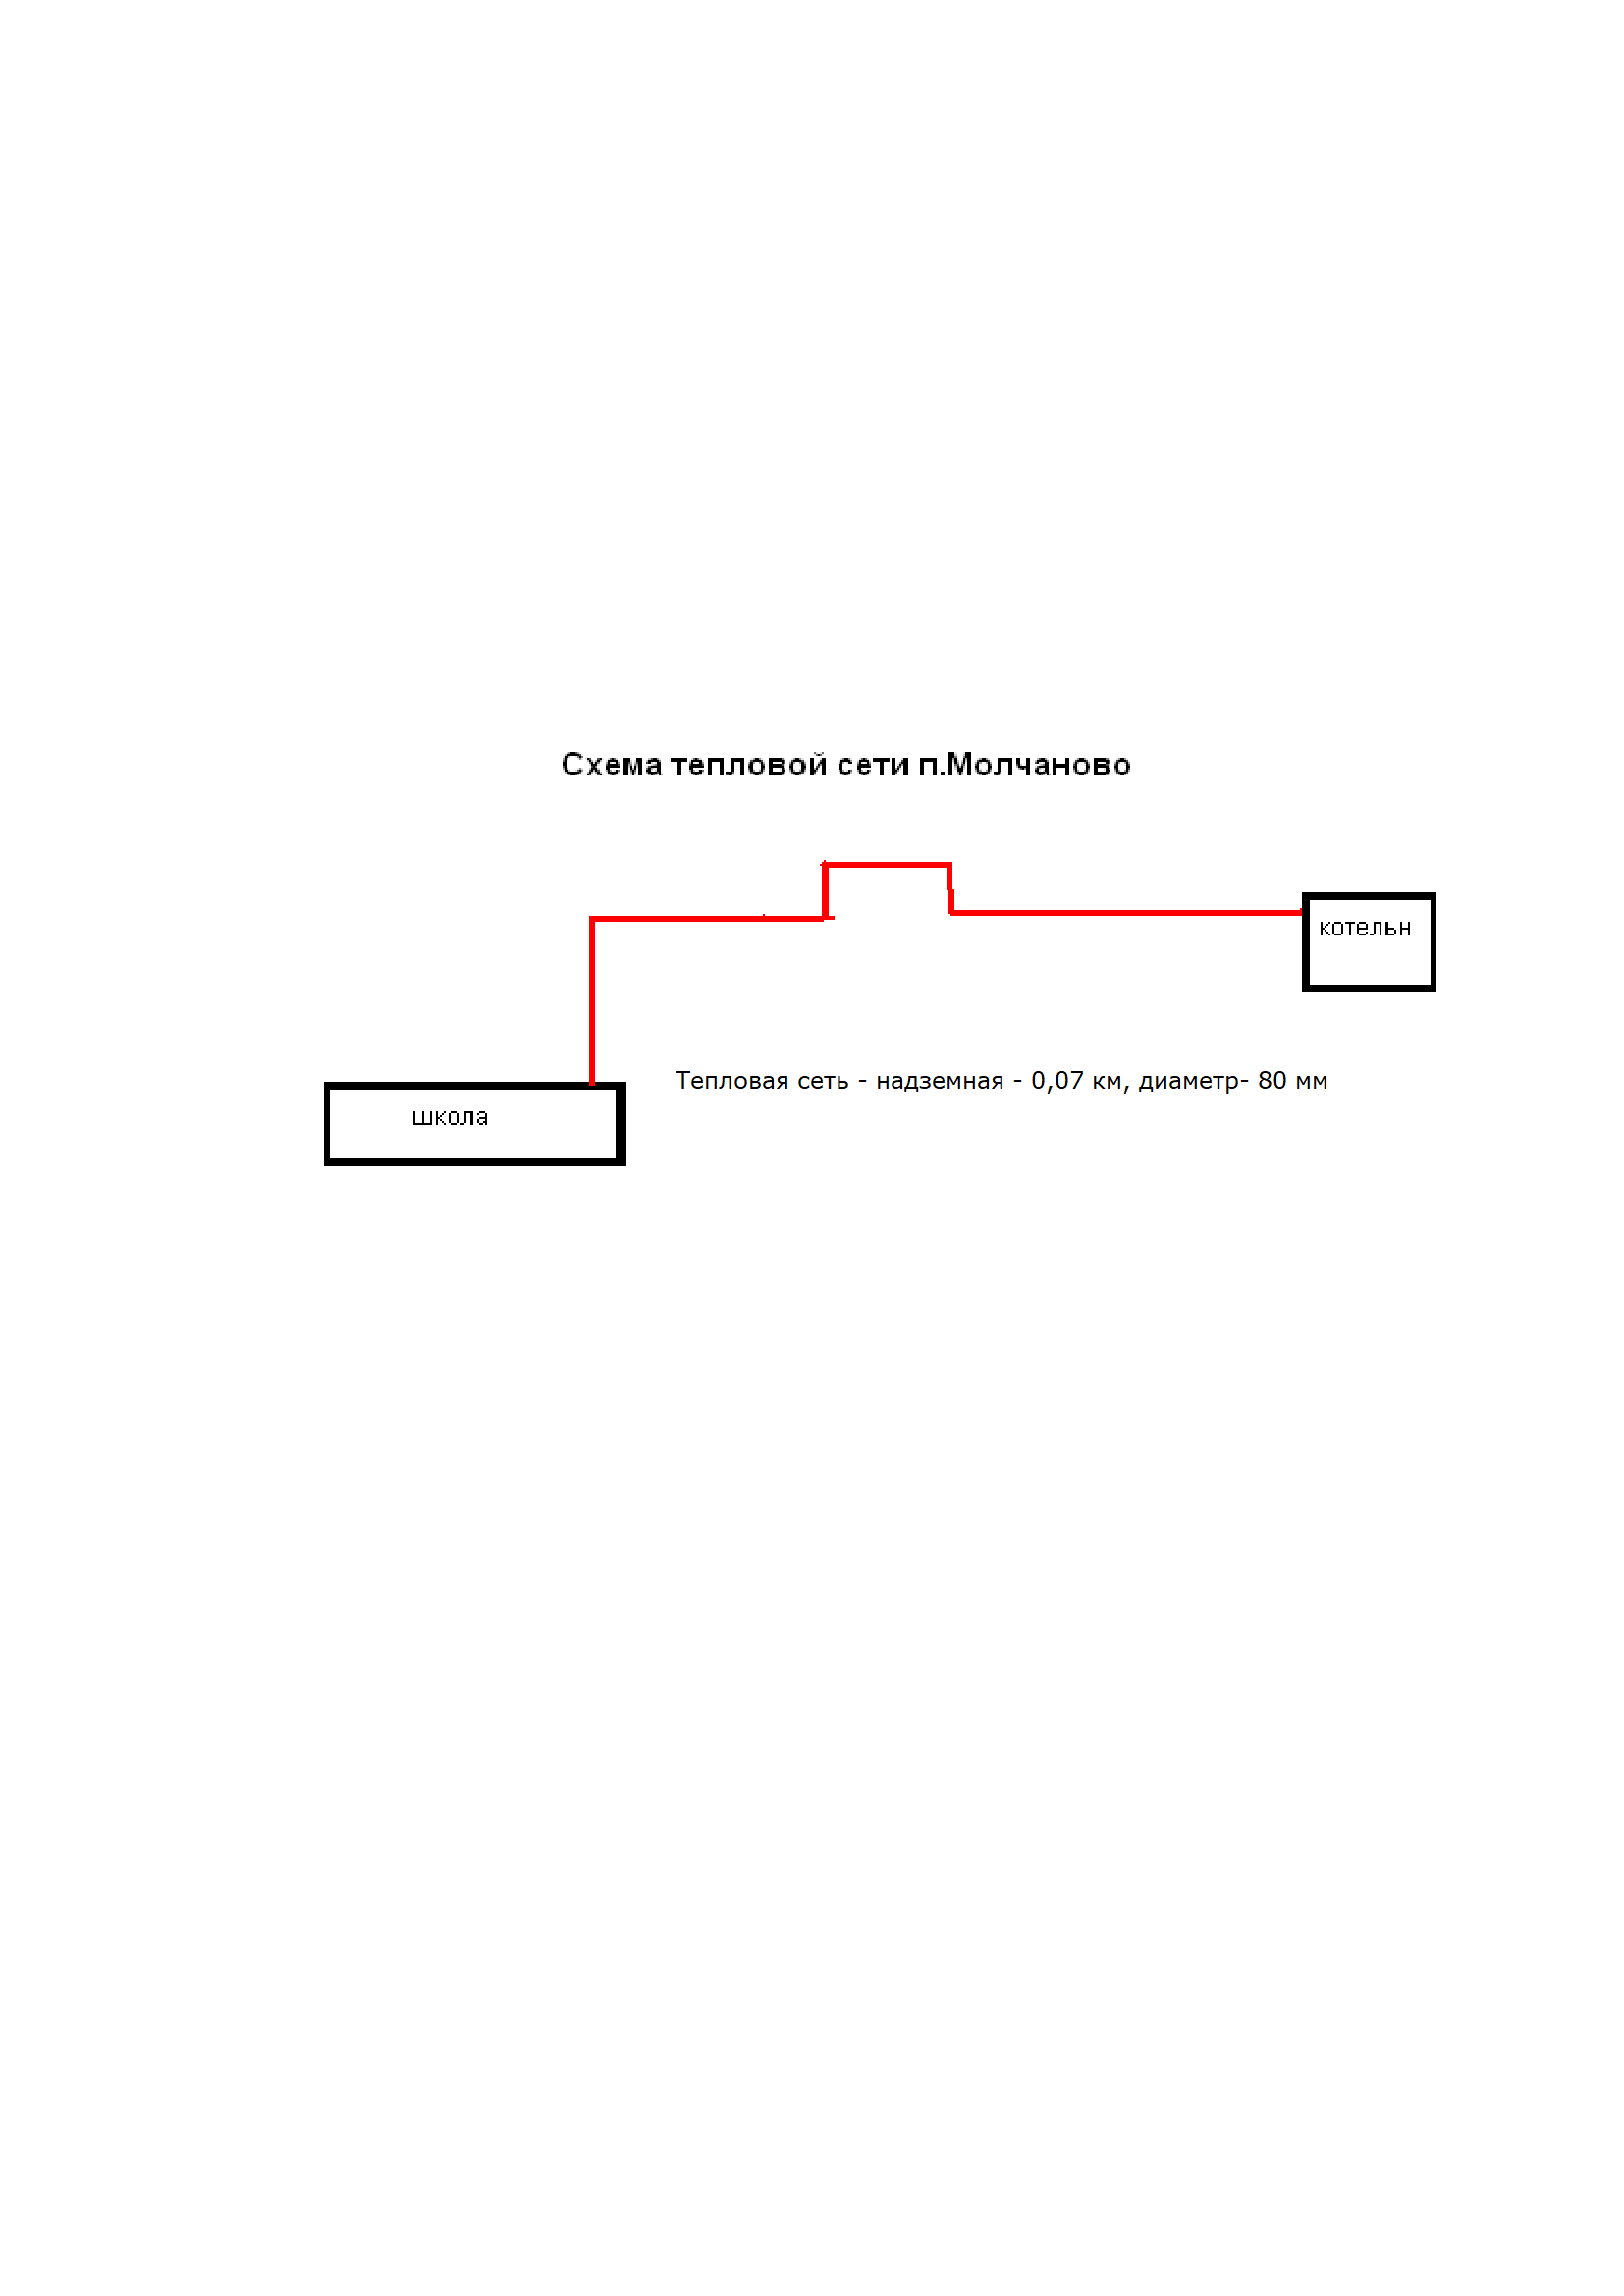 Схема тепловой сети п.Молчаново
котельн
Тепловая сеть - надземная - 0,07 км, диаметр- 80 мм
школа